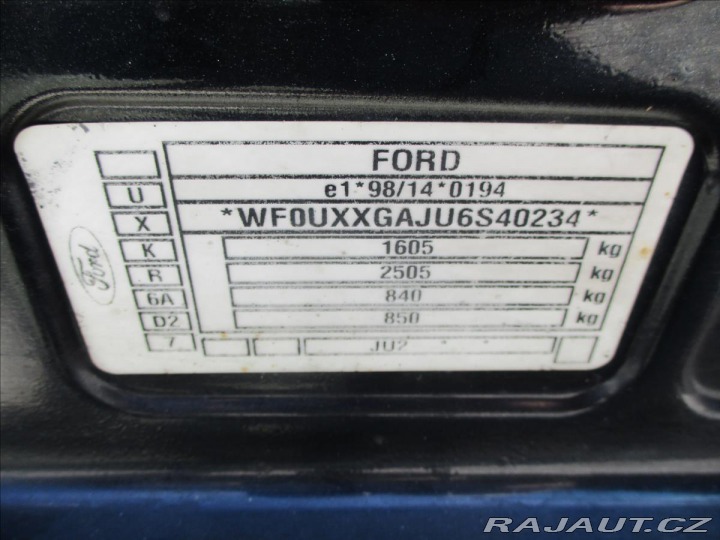 FORD
e1*98/14*0194
*WF0UXXGAJU6S40234*
1605 kg
2505 kg
840 kg
850 kg
JU2
U
X
K
R
6A
D2
7
Ford
RAJAUT.CZ